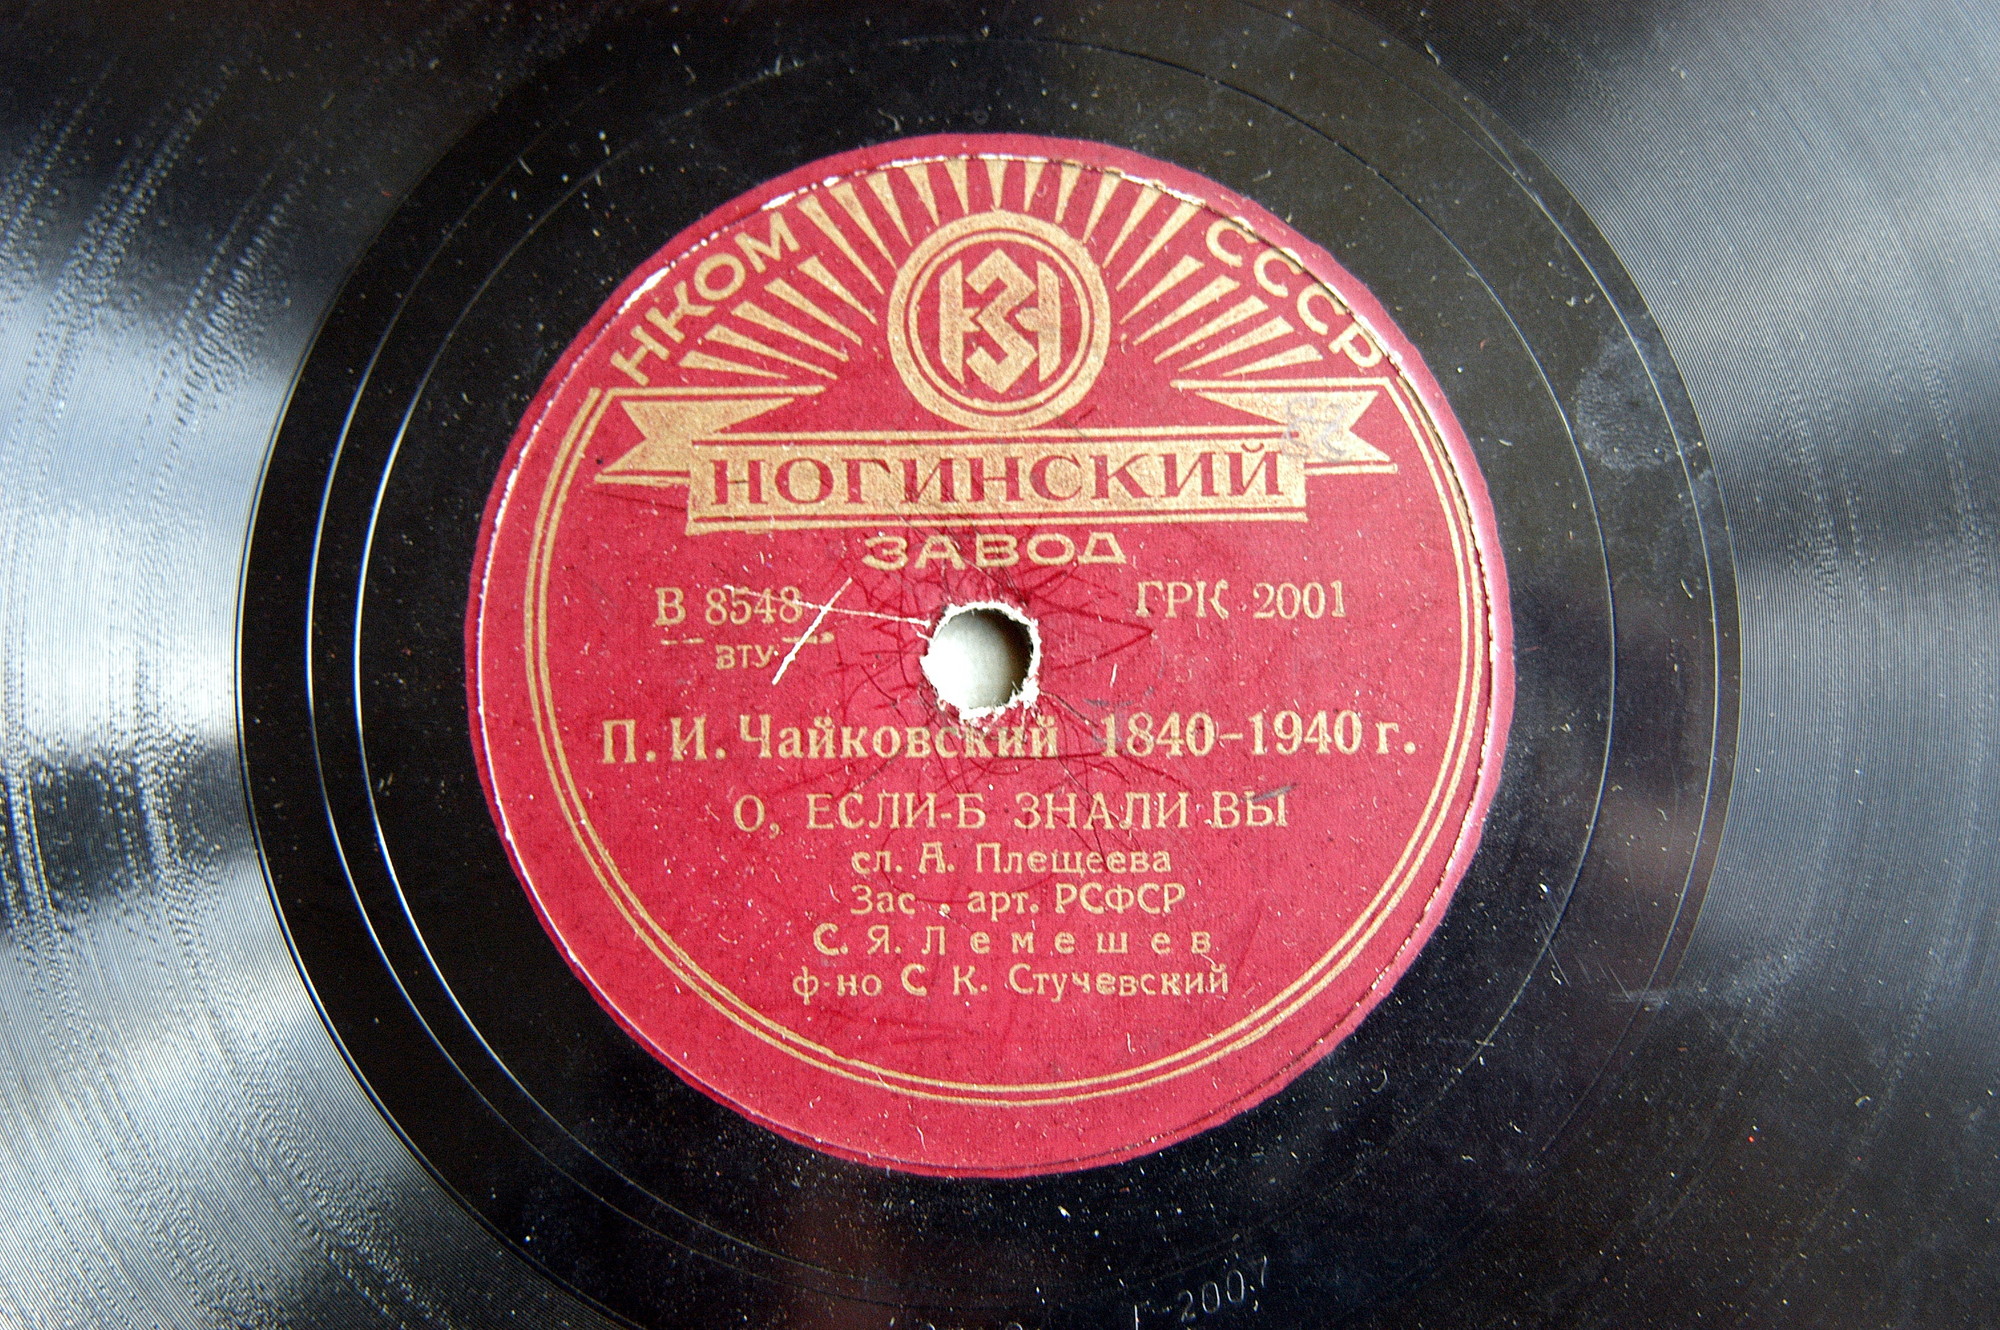 НКОМ СССР
НЗ
НОГИНСКИЙ
ЗАВОД
В 8548 ГРК 2001
ВТУ
П. И. Чайковский 1840-1940 г.
О, ЕСЛИ-Б ЗНАЛИ ВЫ
сл. А. Плещеева
Зас. арт. РСФСР
С. Я. Лемешев
ф-но С К. Стучевский